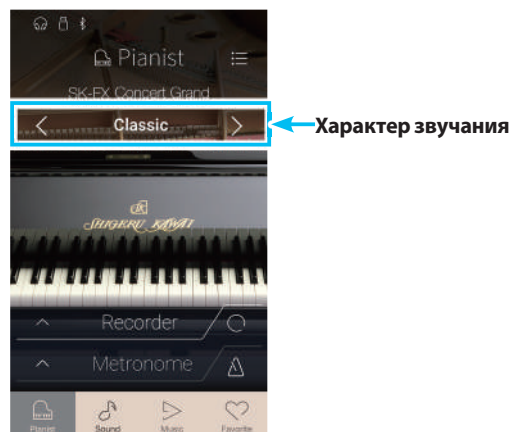 Pianist
SK-EX Concert Grand
Classic
Характер звучания
SHIGERU KAWAI
Recorder
Metronome
Pianist
Sound
Music
Favorite